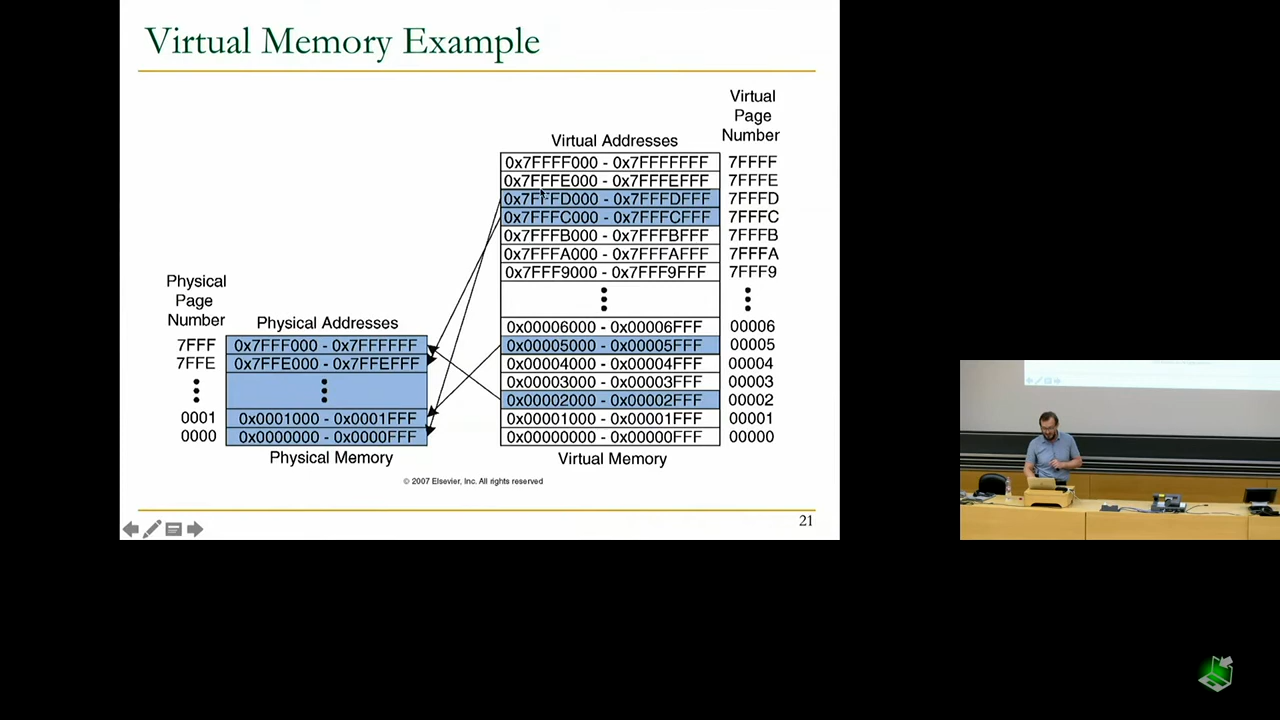 Virtual Memory Example
Virtual
Page
Number
Virtual Addresses
0x7FFFF000 - 0x7FFFFFFF 7FFFF
0x7FFFE000 - 0x7FFFEFFF 7FFFE
0x7FFFD000 - 0x7FFFDFFF 7FFFD
0x7FFFC000 - 0x7FFFCFFF 7FFFC
0x7FFFB000 - 0x7FFFBFFF 7FFFB
0x7FFFA000 - 0x7FFFAFFF 7FFFA
0x7FFF9000 - 0x7FFF9FFF 7FFF9
0x00006000 - 0x00006FFF 00006
0x00005000 - 0x00005FFF 00005
0x00004000 - 0x00004FFF 00004
0x00003000 - 0x00003FFF 00003
0x00002000 - 0x00002FFF 00002
0x00001000 - 0x00001FFF 00001
0x00000000 - 0x00000FFF 00000
Virtual Memory
Physical
Page
Number
Physical Addresses
7FFF 0x7FFF000 - 0x7FFFFFF
7FFE 0x7FFE000 - 0x7FFEFFF
0001 0x0001000 - 0x0001FFF
0000 0x0000000 - 0x0000FFF
Physical Memory
© 2007 Elsevier, Inc. All rights reserved
21